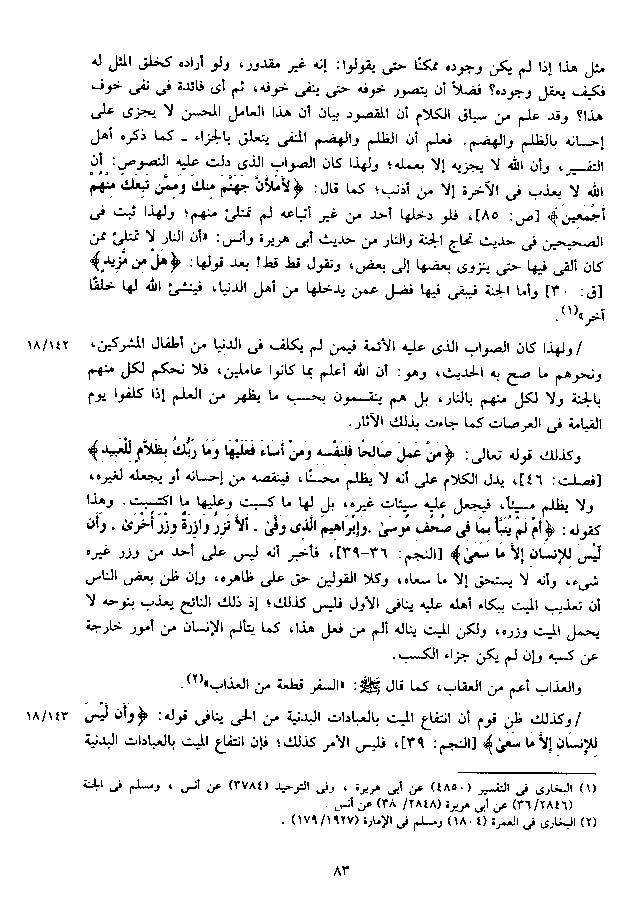 مثل هذا إذا لم يكن وجوده ممكنًا حتى يقولوا: إنه غير مقدور، ولو أراده كخلق المثل له
فكيف يعقل وجوده؟ فضلاً أن يتصور خوفه حتى ينفى خوفه، ثم أى فائدة فى نفى خوف
هذا؟ وقد علم من سياق الكلام أن المقصود بيان أن هذا العامل المحسن لا يجزى على
إحسانه بالظلم والهضم. فعلم أن الظلم والهضم المنفى يتعلق بالجزاء ـ كما ذكره أهل
التفسير، وأن الله لا يجزيه إلا بعمله؛ ولهذا كان الصواب الذى دلت عليه النصوص: أن
الله لا يعذب فى الآخرة إلا من أذنب؛ كما قال: ﴿لأَمْلأَنَّ جَهَنَّمَ مِنكَ وَمِمَّن تَبِعَكَ مِنْهُمْ
أَجْمَعِينَ﴾ [ص: ٨٥]، فلو دخلها أحد من غير أتباعه لم تمتلئ منهم؛ ولهذا ثبت فى
الصحيحين فى حديث تحاج الجنة والنار من حديث أبى هريرة وأنس: «أن النار لا تمتلئ ممن
كان ألقى فيها حتى ينزوى بعضها إلى بعض، وتقول قط قط! بعد قولها: ﴿هَلْ مِن مَّزِيدٍ﴾
[ق: ٣٠] وأما الجنة فيبقى فيها فضل عمن يدخلها من أهل الدنيا، فينشئ الله لها خلقًا
آخر»(١).
/ ولهذا كان الصواب الذى عليه الأئمة فيمن لم يكلف فى الدنيا من أطفال المشركين، ١٨/١٤٢
ونحوهم ما صح به الحديث، وهو: أن الله أعلم بما كانوا عاملين، فلا نحكم لكل منهم
بالجنة ولا لكل منهم بالنار، بل هم ينقسمون بحسب ما يظهر من العلم إذا كلفوا يوم
القيامة فى العرصات كما جاءت بذلك الآثار.
وكذلك قوله تعالى: ﴿مَنْ عَمِلَ صَالِحًا فَلِنَفْسِهِ وَمَنْ أَسَاءَ فَعَلَيْهَا وَمَا رَبُّكَ بِظَلاَّمٍ لِّلْعَبِيدِ﴾
[فصلت: ٤٦]، يدل الكلام على أنه لا يظلم محسنًا، فينقصه من إحسانه أو يجعله لغيره،
ولا يظلم مسيئًا، فيجعل عليه سيئات غيره، بل لها ما كسبت وعليها ما اكتسبت. وهذا
كقوله: ﴿أَمْ لَمْ يُنَبَّأْ بِمَا فِى صُحُفِ مُوسَى . وَإِبْرَاهِيمَ الَّذِى وَفَّىٰ . أَلاَّ تَزِرُ وَازِرَةٌ وِزْرَ أُخْرَىٰ . وَأَن
لَّيْسَ لِلإِنسَانِ إِلاَّ مَا سَعَىٰ﴾ [النجم: ٣٦-٣٩]، فأخبر أنه ليس على أحد من وزر غيره
شىء، وأنه لا يستحق إلا ما سعاه، وكلا القولين حق على ظاهره، وإن ظن بعض الناس
أن تعذيب الميت ببكاء أهله عليه ينافى الأول فليس كذلك؛ إذ ذلك النائح يعذب بنوحه لا
يحمل الميت وزره، ولكن الميت يناله ألم من فعل هذا، كما يتألم الإنسان من أمور خارجة
عن كسبه وإن لم يكن جزاء الكسب.
والعذاب أعم من العقاب، كما قال ﷺ: «السفر قطعة من العذاب»(٢).
/ وكذلك ظن قوم أن انتفاع الميت بالعبادات البدنية من الحى ينافى قوله: ﴿وَأَن لَّيْسَ ١٨/١٤٣
لِلإِنسَانِ إِلاَّ مَا سَعَىٰ﴾ [النجم: ٣٩]، فليس الأمر كذلك؛ فإن انتفاع الميت بالعبادات البدنية
(١) البخارى فى التفسير (٤٨٥٠) عن أبى هريرة ، وفى التوحيد (٧٣٨٤) عن أنس ، ومسلم فى الجنة
(٣٦/٢٨٤٦) عن أبى هريرة (٣٨/٢٨٤٨) عن أنس .
(٢) البخارى فى العمرة (١٨٠٤) ومسلم فى الإمارة (١٧٩/١٩٢٧) .
٨٣